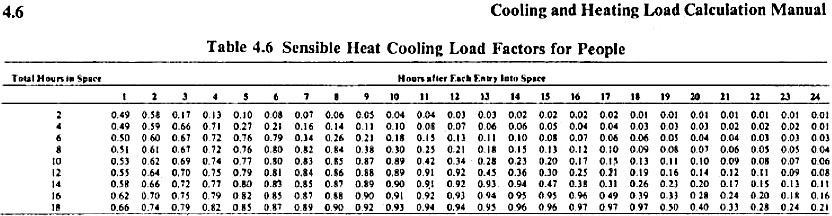 4.6 Cooling and Heating Load Calculation Manual
Table 4.6 Sensible Heat Cooling Load Factors for People
Total Hours in Space Hours after Each Entry Into Space
1 2 3 4 5 6 7 8 9 10 11 12 13 14 15 16 17 18 19 20 21 22 23 24
2 0.49 0.58 0.17 0.13 0.10 0.08 0.07 0.06 0.05 0.04 0.04 0.03 0.03 0.02 0.02 0.02 0.02 0.01 0.01 0.01 0.01 0.01 0.01 0.01
4 0.49 0.59 0.66 0.71 0.27 0.21 0.16 0.14 0.11 0.10 0.08 0.07 0.06 0.06 0.05 0.04 0.04 0.03 0.03 0.03 0.02 0.02 0.02 0.01
6 0.50 0.60 0.67 0.72 0.76 0.79 0.34 0.26 0.21 0.18 0.15 0.13 0.11 0.10 0.08 0.07 0.06 0.06 0.05 0.04 0.04 0.03 0.03 0.03
8 0.51 0.61 0.67 0.72 0.76 0.80 0.82 0.84 0.38 0.30 0.25 0.21 0.18 0.15 0.13 0.12 0.10 0.09 0.08 0.07 0.06 0.05 0.05 0.04
10 0.53 0.62 0.69 0.74 0.77 0.80 0.83 0.85 0.87 0.89 0.42 0.34 0.28 0.23 0.20 0.17 0.15 0.13 0.11 0.10 0.09 0.08 0.07 0.06
12 0.55 0.64 0.70 0.75 0.79 0.81 0.84 0.86 0.88 0.89 0.91 0.92 0.45 0.36 0.30 0.25 0.21 0.19 0.16 0.14 0.12 0.11 0.09 0.08
14 0.58 0.66 0.72 0.77 0.80 0.83 0.85 0.87 0.89 0.90 0.91 0.92 0.93 0.94 0.47 0.38 0.31 0.26 0.23 0.20 0.17 0.15 0.13 0.11
16 0.62 0.70 0.75 0.79 0.82 0.85 0.87 0.88 0.90 0.91 0.92 0.93 0.94 0.95 0.95 0.96 0.49 0.39 0.33 0.28 0.24 0.20 0.18 0.16
18 0.66 0.74 0.79 0.82 0.85 0.87 0.89 0.90 0.92 0.93 0.94 0.94 0.95 0.96 0.96 0.97 0.97 0.97 0.50 0.40 0.33 0.28 0.24 0.21